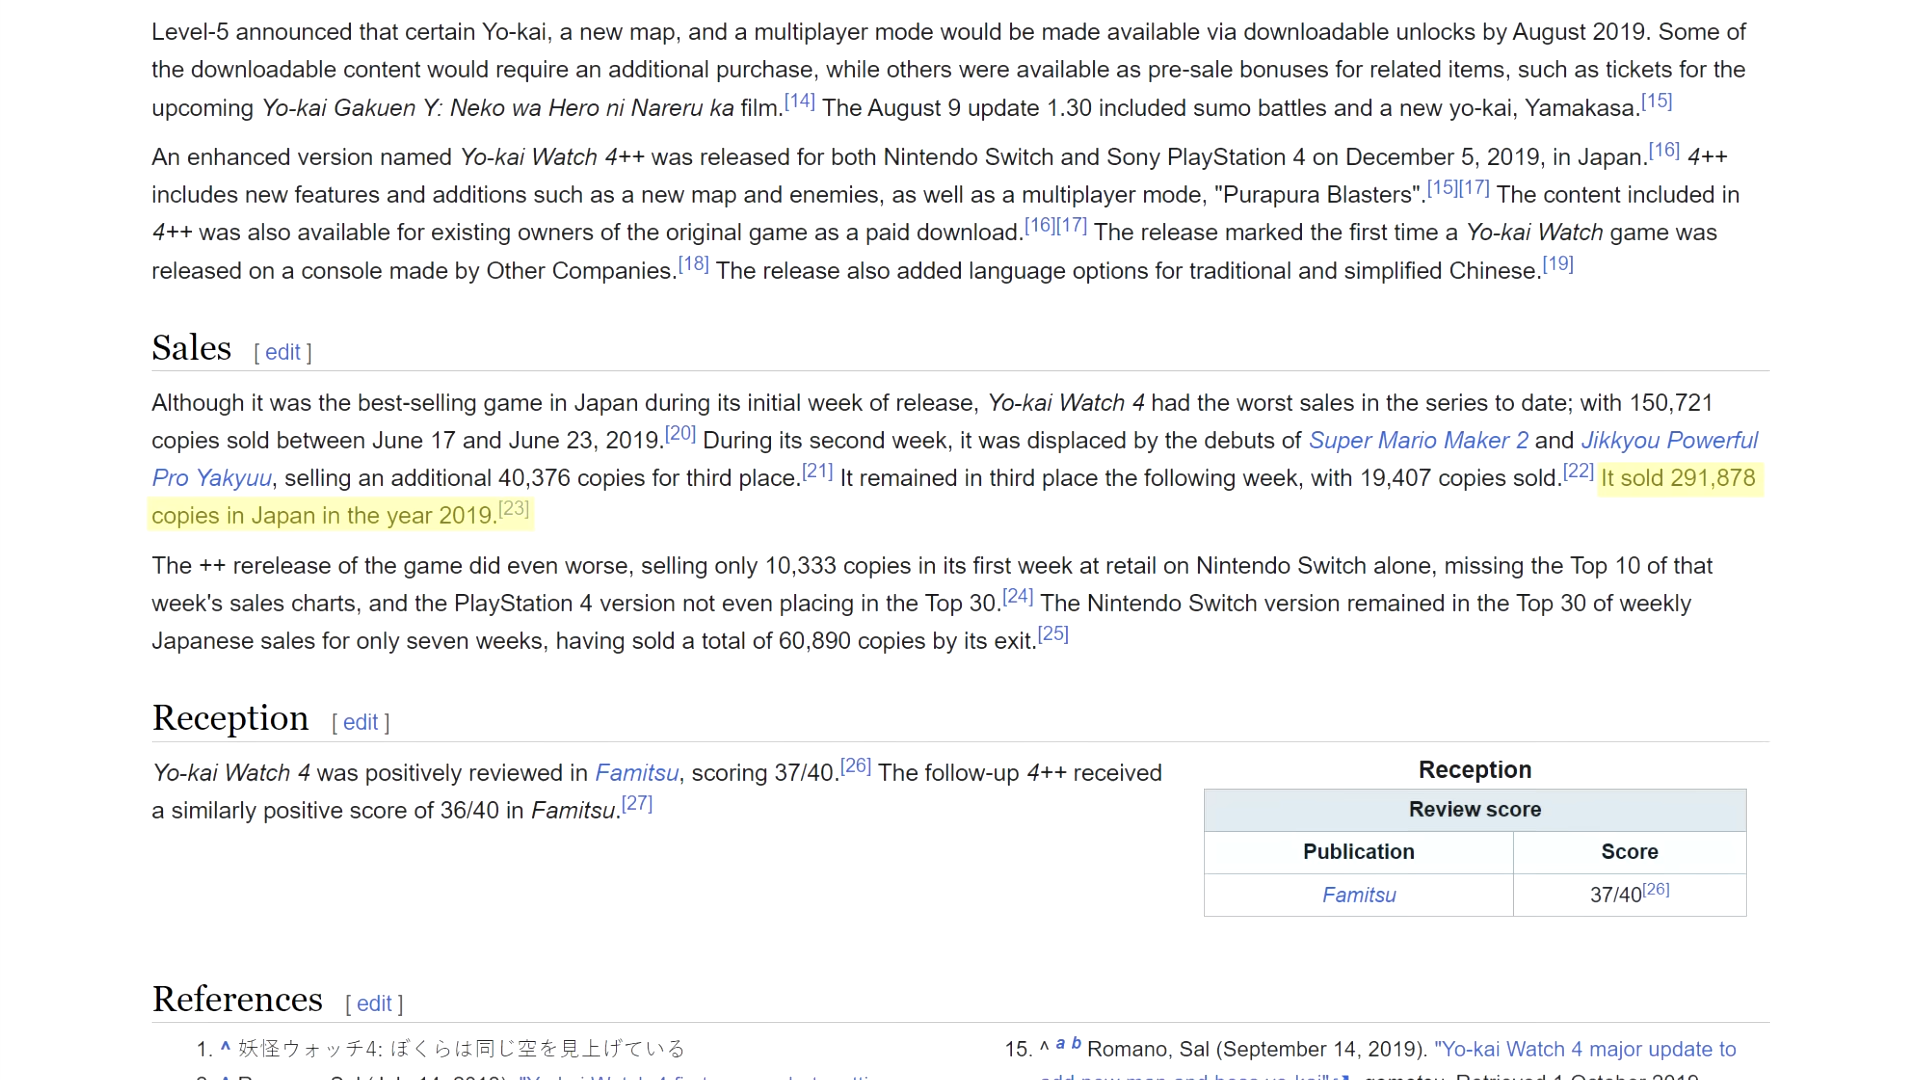 Level-5 announced that certain Yo-kai, a new map, and a multiplayer mode would be made available via downloadable unlocks by August 2019. Some of
the downloadable content would require an additional purchase, while others were available as pre-sale bonuses for related items, such as tickets for the
upcoming Yo-kai Gakuen Y: Neko wa Hero ni Nareru ka film.[14] The August 9 update 1.30 included sumo battles and a new yo-kai, Yamakasa.[15]
An enhanced version named Yo-kai Watch 4++ was released for both Nintendo Switch and Sony PlayStation 4 on December 5, 2019, in Japan.[16] 4++
includes new features and additions such as a new map and enemies, as well as a multiplayer mode, "Purapura Blasters".[15][17] The content included in
4++ was also available for existing owners of the original game as a paid download.[16][17] The release marked the first time a Yo-kai Watch game was
released on a console made by Other Companies.[18] The release also added language options for traditional and simplified Chinese.[19]
Sales [ edit ]
Although it was the best-selling game in Japan during its initial week of release, Yo-kai Watch 4 had the worst sales in the series to date; with 150,721
copies sold between June 17 and June 23, 2019.[20] During its second week, it was displaced by the debuts of Super Mario Maker 2 and Jikkyou Powerful
Pro Yakyuu, selling an additional 40,376 copies for third place.[21] It remained in third place the following week, with 19,407 copies sold.[22] It sold 291,878
copies in Japan in the year 2019.[23]
The ++ rerelease of the game did even worse, selling only 10,333 copies in its first week at retail on Nintendo Switch alone, missing the Top 10 of that
week's sales charts, and the PlayStation 4 version not even placing in the Top 30.[24] The Nintendo Switch version remained in the Top 30 of weekly
Japanese sales for only seven weeks, having sold a total of 60,890 copies by its exit.[25]
Reception [ edit ]
Yo-kai Watch 4 was positively reviewed in Famitsu, scoring 37/40.[26] The follow-up 4++ received
a similarly positive score of 36/40 in Famitsu.[27]
Reception
Review score
Publication Score
Famitsu 37/40[26]
References [ edit ]
1. ^ 妖怪ウォッチ4: ぼくらは同じ空を見上げている
15. ^ a b Romano, Sal (September 14, 2019). "Yo-kai Watch 4 major update to
add new map and boss yo-kai". gematsu. Retrieved 1 October 2019.